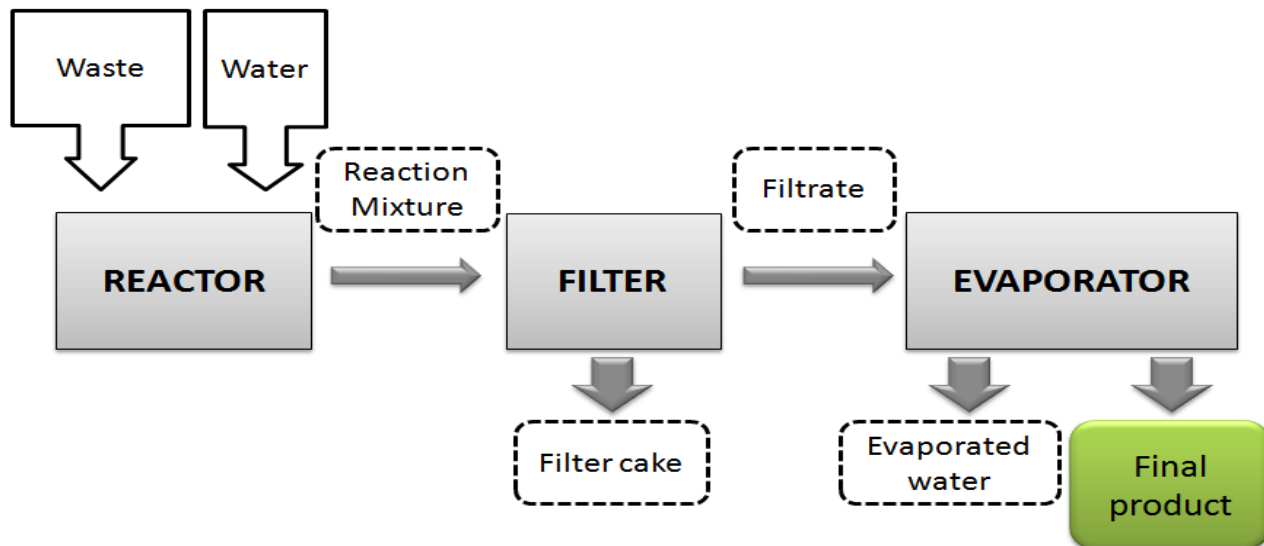 Waste
Water
Reaction
Mixture
Filtrate
REACTOR
FILTER
EVAPORATOR
Filter cake
Evaporated
water
Final
product